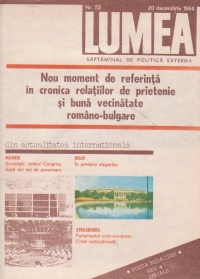 Nr. 52
20 decembrie 1984
LUMEA
SĂPTĂMÎNAL DE POLITICĂ EXTERNĂ
Nou moment de referință
în cronica relațiilor de prietenie
și bună vecinătate
româno-bulgare
din actualitatea internațională
MADRID
Socialiștii: primul Congres
după doi ani de guvernare
DELHI
În preajma alegerilor
STRASBOURG
Parlamentul vest-european:
Criză instituțională